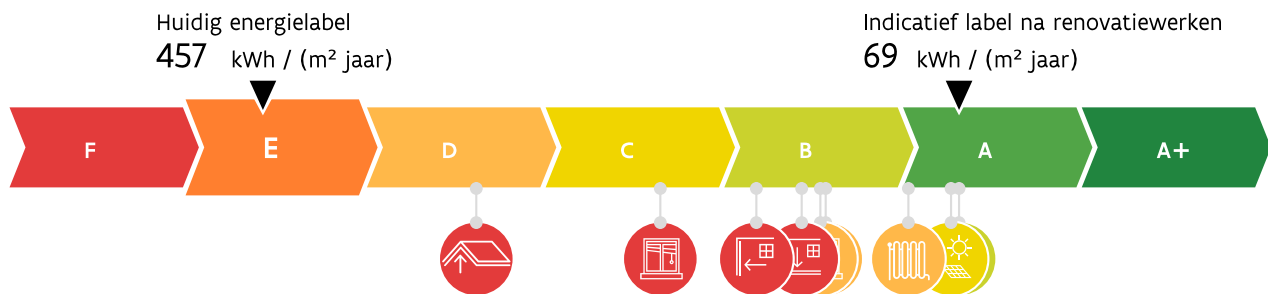 Huidig energielabel
457 kWh / (m² jaar)
Indicatief label na renovatiewerken
69 kWh / (m² jaar)
F
E
D
C
B
A
A+